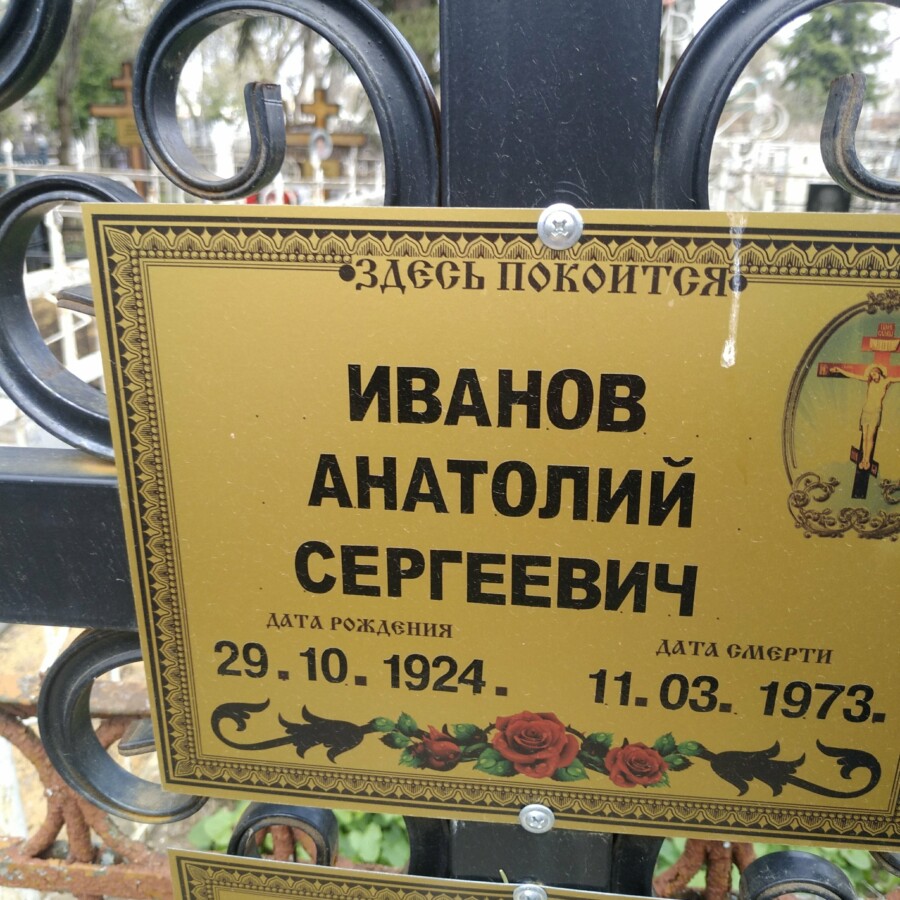 ЗДЕСЬ ПОКОИТСЯ
ИВАНОВ
АНАТОЛИЙ
СЕРГЕЕВИЧ
ДАТА РОЖДЕНИЯ
29.10.1924.
ДАТА СМЕРТИ
11.03.1973.